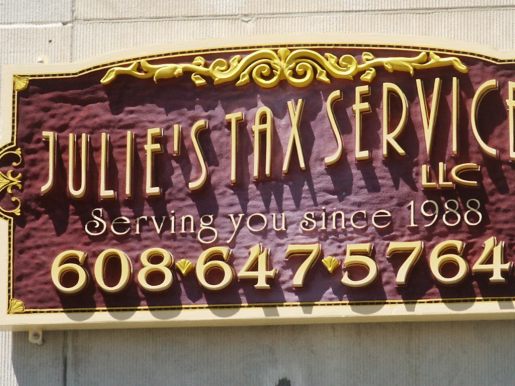 JULIE'S TAX SERVICE
LLC
Serving you since 1988
608 647 5764